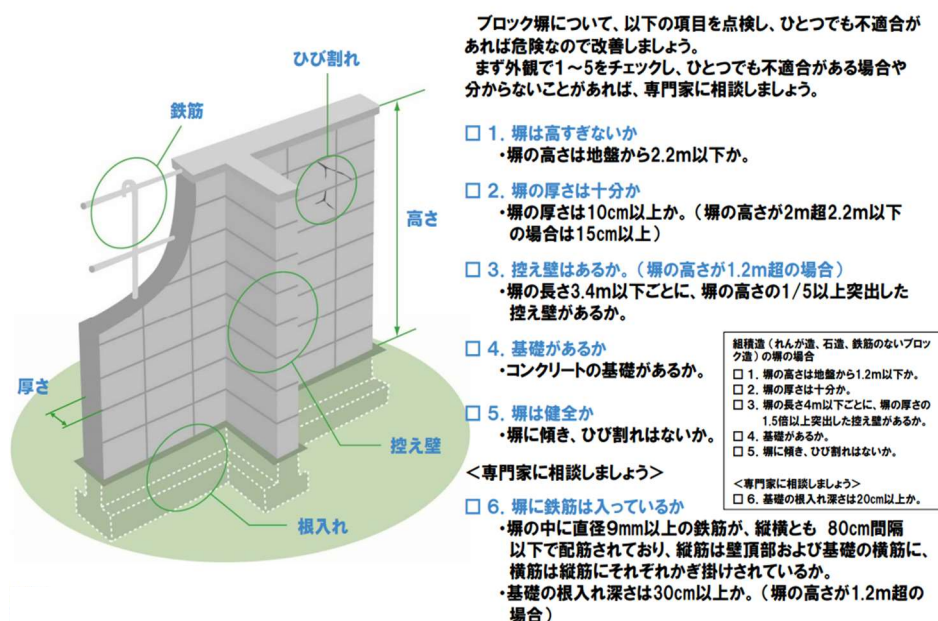 ひび割れ
鉄筋
高さ
厚さ
控え壁
根入れ
ブロック塀について、以下の項目を点検し、ひとつでも不適合が
あれば危険なので改善しましょう。
まず外観で1～5をチェックし、ひとつでも不適合がある場合や
分からないことがあれば、専門家に相談しましょう。
□ 1. 塀は高すぎないか
・塀の高さは地盤から2.2m以下か。
□ 2. 塀の厚さは十分か
・塀の厚さは10cm以上か。（塀の高さが2m超2.2m以下
の場合は15cm以上）
□ 3. 控え壁はあるか。（塀の高さが1.2m超の場合）
・塀の長さ3.4m以下ごとに、塀の高さの1/5以上突出した
控え壁があるか。
□ 4. 基礎があるか
・コンクリートの基礎があるか。
□ 5. 塀は健全か
・塀に傾き、ひび割れはないか。
＜専門家に相談しましょう＞
□ 6. 塀に鉄筋は入っているか
・塀の中に直径9mm以上の鉄筋が、縦横とも 80cm間隔
以下で配筋されており、縦筋は壁頂部および基礎の横筋に、
横筋は縦筋にそれぞれかぎ掛けされているか。
・基礎の根入れ深さは30cm以上か。（塀の高さが1.2m超の
場合）
組積造（れんが造、石造、鉄筋のないブロッ
ク造）の塀の場合
□ 1. 塀の高さは地盤から1.2m以下か。
□ 2. 塀の厚さは十分か。
□ 3. 塀の長さ4m以下ごとに、塀の厚さの
1.5倍以上突出した控え壁があるか。
□ 4. 基礎があるか。
□ 5. 塀に傾き、ひび割れはないか。
＜専門家に相談しましょう＞
□ 6. 基礎の根入れ深さは20cm以上か。